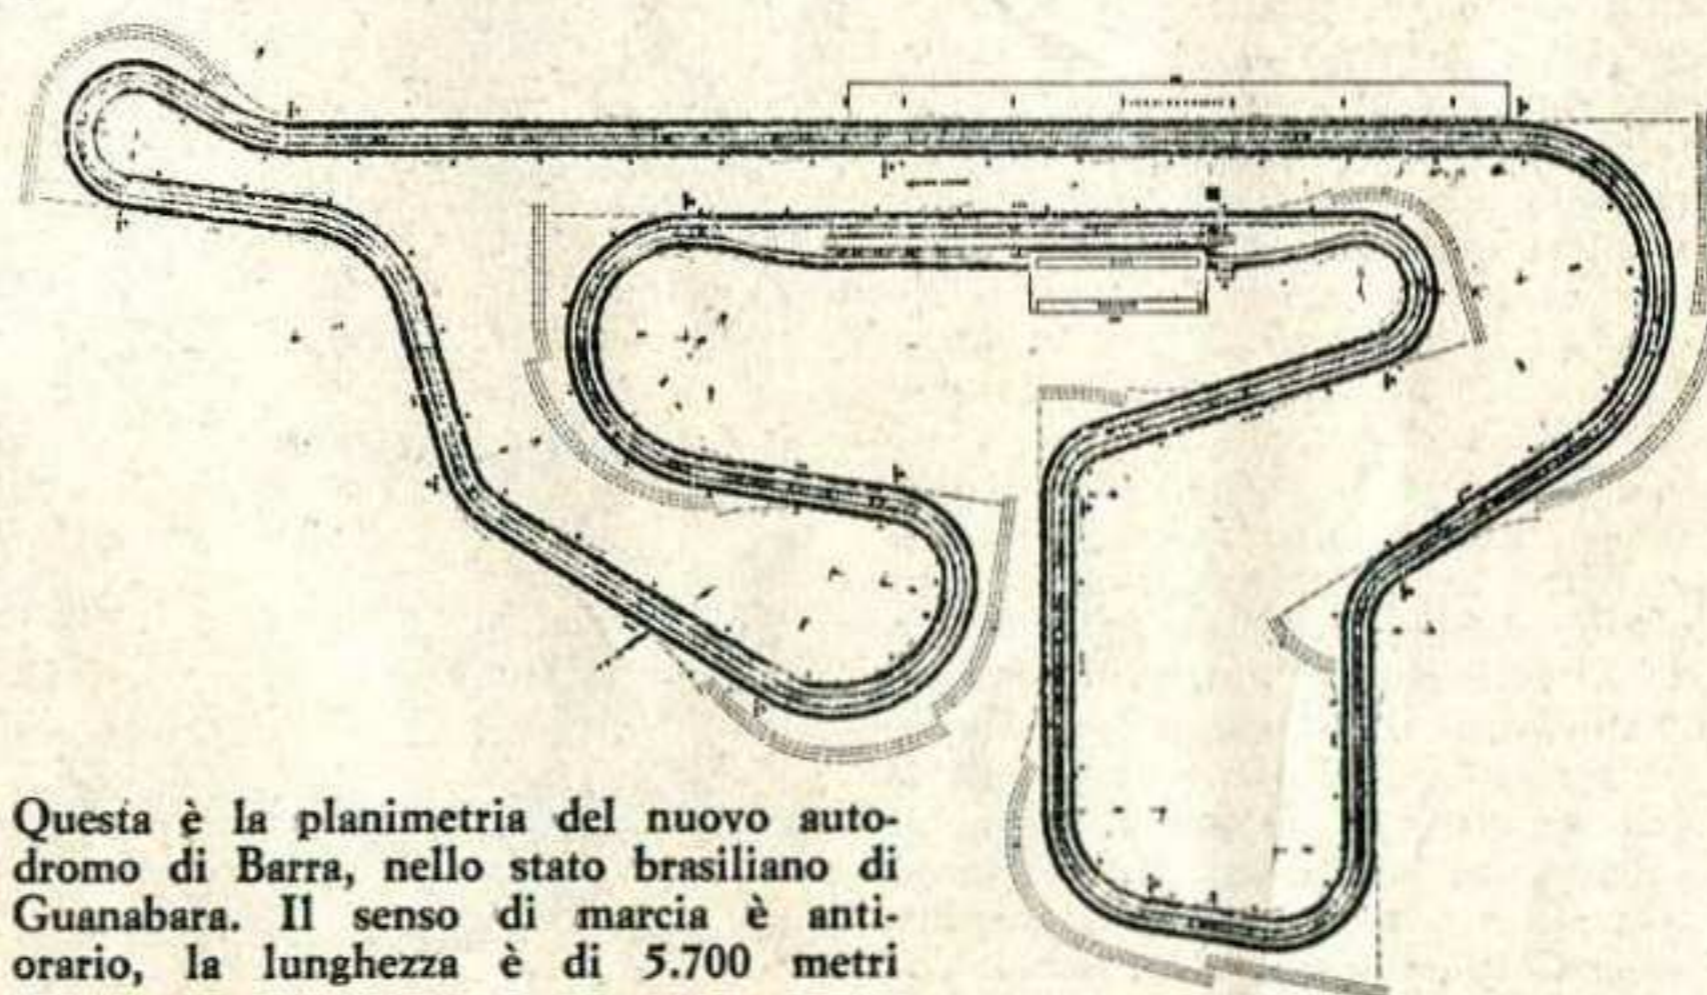 Questa è la planimetria del nuovo auto-
dromo di Barra, nello stato brasiliano di
Guanabara. Il senso di marcia è anti-
orario, la lunghezza è di 5.700 metri